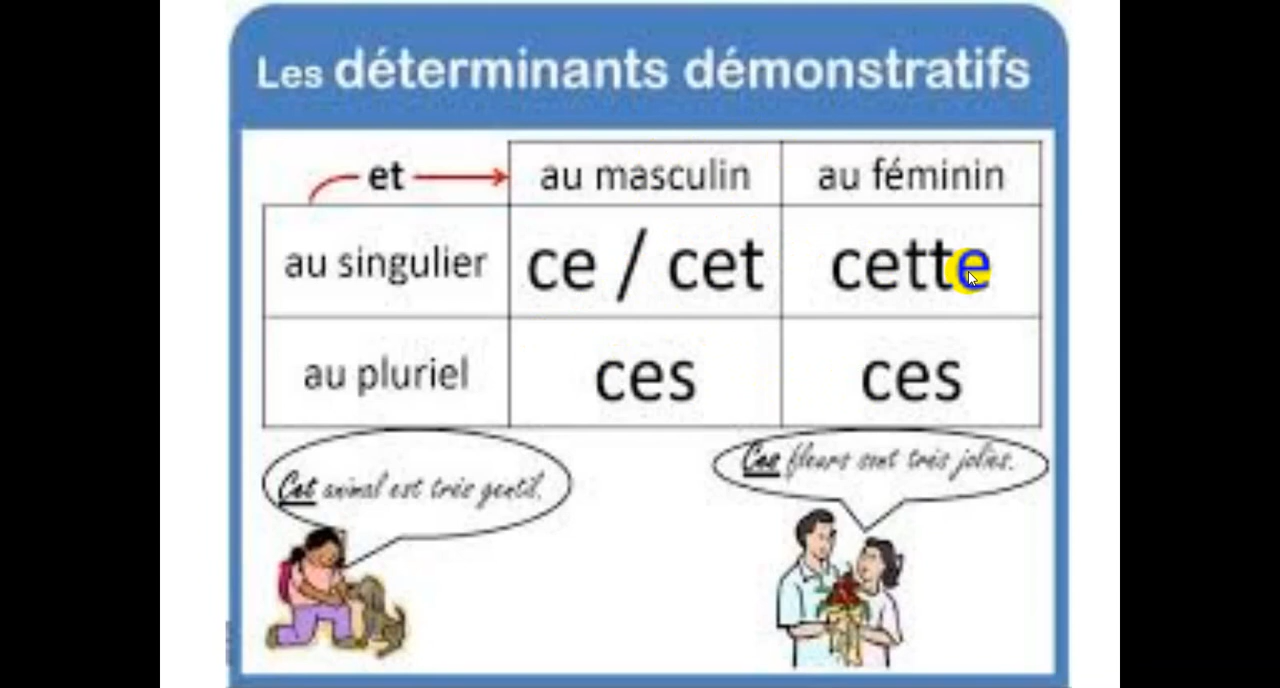 Les déterminants démonstratifs
et au masculin au féminin
au singulier ce / cet cette
au pluriel ces ces
Cet animal est très gentil.
Ces fleurs sont très jolies.